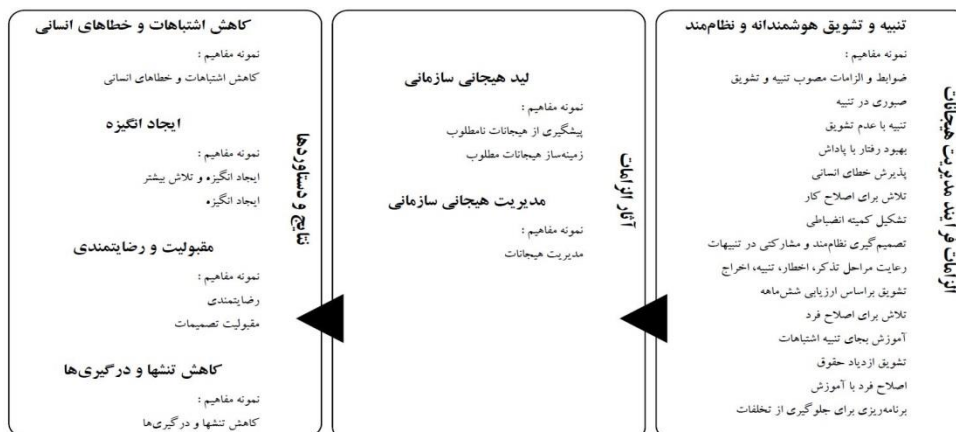 الزامات فرآیند مدیریت هیجانات
تنبیه و تشویق هوشمندانه و نظام‌مند
نمونه مفاهیم :
ضوابط و الزامات مصوب تنبیه و تشویق
صبوری در تنبیه
تنبیه با عدم تشویق
بهبود رفتار با پاداش
پذیرش خطای انسانی
تلاش برای اصلاح کار
تشکیل کمیته انضباطی
تصمیم‌گیری نظام‌مند و مشارکتی در تنبیهات
رعایت مراحل تذکر، اخطار، تنبیه، اخراج
تشویق براساس ارزیابی شش‌ماهه
تلاش برای اصلاح فرد
آموزش بجای تنبیه اشتباهات
تشویق ازدیاد حقوق
اصلاح فرد با آموزش
برنامه‌ریزی برای جلوگیری از تخلفات
آثار الزامات
لید هیجانی سازمانی
نمونه مفاهیم :
پیشگیری از هیجانات نامطلوب
زمینه‌ساز هیجانات مطلوب
مدیریت هیجانی سازمانی
نمونه مفاهیم :
مدیریت هیجانات
نتایج و دستاوردها
کاهش اشتباهات و خطاهای انسانی
نمونه مفاهیم :
کاهش اشتباهات و خطاهای انسانی
ایجاد انگیزه
نمونه مفاهیم :
ایجاد انگیزه و تلاش بیشتر
ایجاد انگیزه
مقبولیت و رضایتمندی
نمونه مفاهیم :
رضایتمندی
مقبولیت تصمیمات
کاهش تنشها و درگیری‌ها
نمونه مفاهیم :
کاهش تنشها و درگیری‌ها